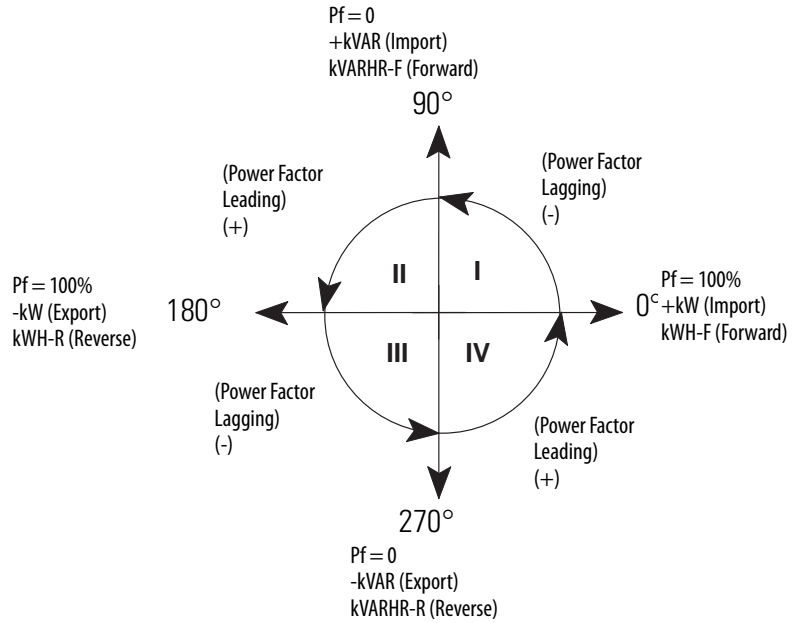 Pf = 0
+kVAR (Import)
kVARHR-F (Forward)
90°
(Power Factor
Leading)
(+)
(Power Factor
Lagging)
(-)
II
I
Pf = 100%
-kW (Export)
kWH-R (Reverse)
180°
0°
Pf = 100%
+kW (Import)
kWH-F (Forward)
III
IV
(Power Factor
Lagging)
(-)
(Power Factor
Leading)
(+)
270°
Pf = 0
-kVAR (Export)
kVARHR-R (Reverse)